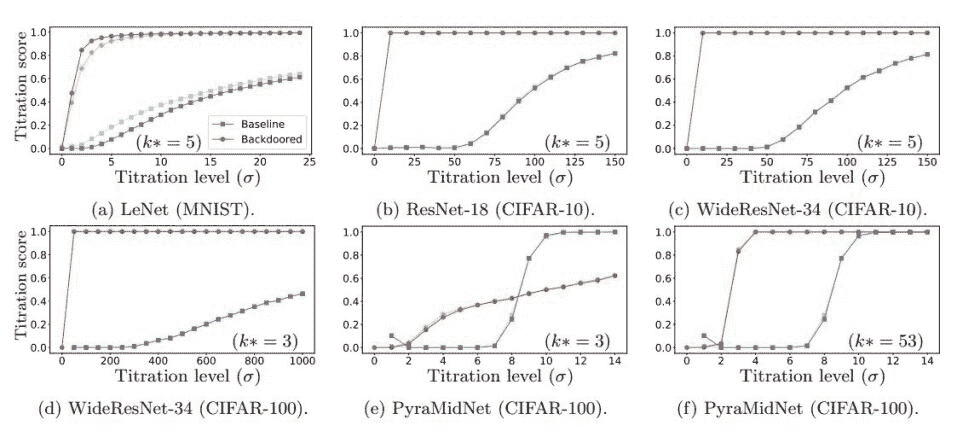 Titration score
1.0
0.8
0.6
0.4
0.2
0.0
Baseline
Backdoored
(k∗ = 5)
0 5 10 15 20 25
Titration level (σ)
(a) LeNet (MNIST).
1.0
0.8
0.6
0.4
0.2
0.0
(k∗ = 5)
0 25 50 75 100 125 150
Titration level (σ)
(b) ResNet-18 (CIFAR-10).
1.0
0.8
0.6
0.4
0.2
0.0
(k∗ = 5)
0 25 50 75 100 125 150
Titration level (σ)
(c) WideResNet-34 (CIFAR-10).
Titration score
1.0
0.8
0.6
0.4
0.2
0.0
(k∗ = 3)
0 200 400 600 800 1000
Titration level (σ)
(d) WideResNet-34 (CIFAR-100).
1.0
0.8
0.6
0.4
0.2
0.0
(k∗ = 3)
0 2 4 6 8 10 12 14
Titration level (σ)
(e) PyraMidNet (CIFAR-100).
1.0
0.8
0.6
0.4
0.2
0.0
(k∗ = 53)
0 2 4 6 8 10 12 14
Titration level (σ)
(f) PyraMidNet (CIFAR-100).